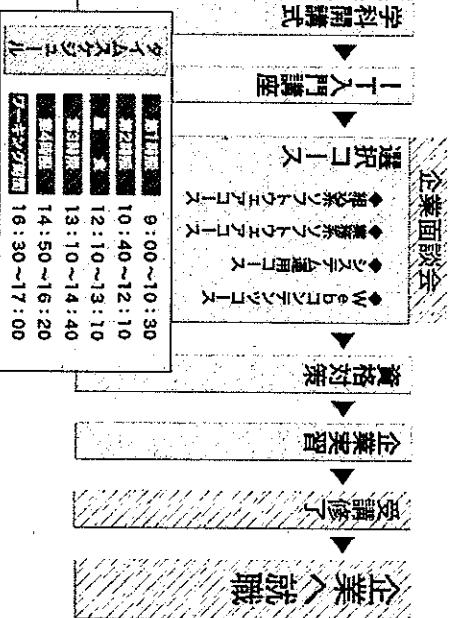 学科開講式
IT入門講座
企業面談会
選択コース
◆組込系ソフトウェアコース
◆業務系ソフトウェアコース
◆システム運用コース
◆Webコンテンツコース
資格対策
企業実習
受講修了
企業へ就職
タイムスケジュール
第1時限 9:00~10:30
第2時限 10:40~12:10
昼食 12:10~13:10
第3時限 13:10~14:40
第4時限 14:50~16:20
ワーキング時間 16:30~17:00